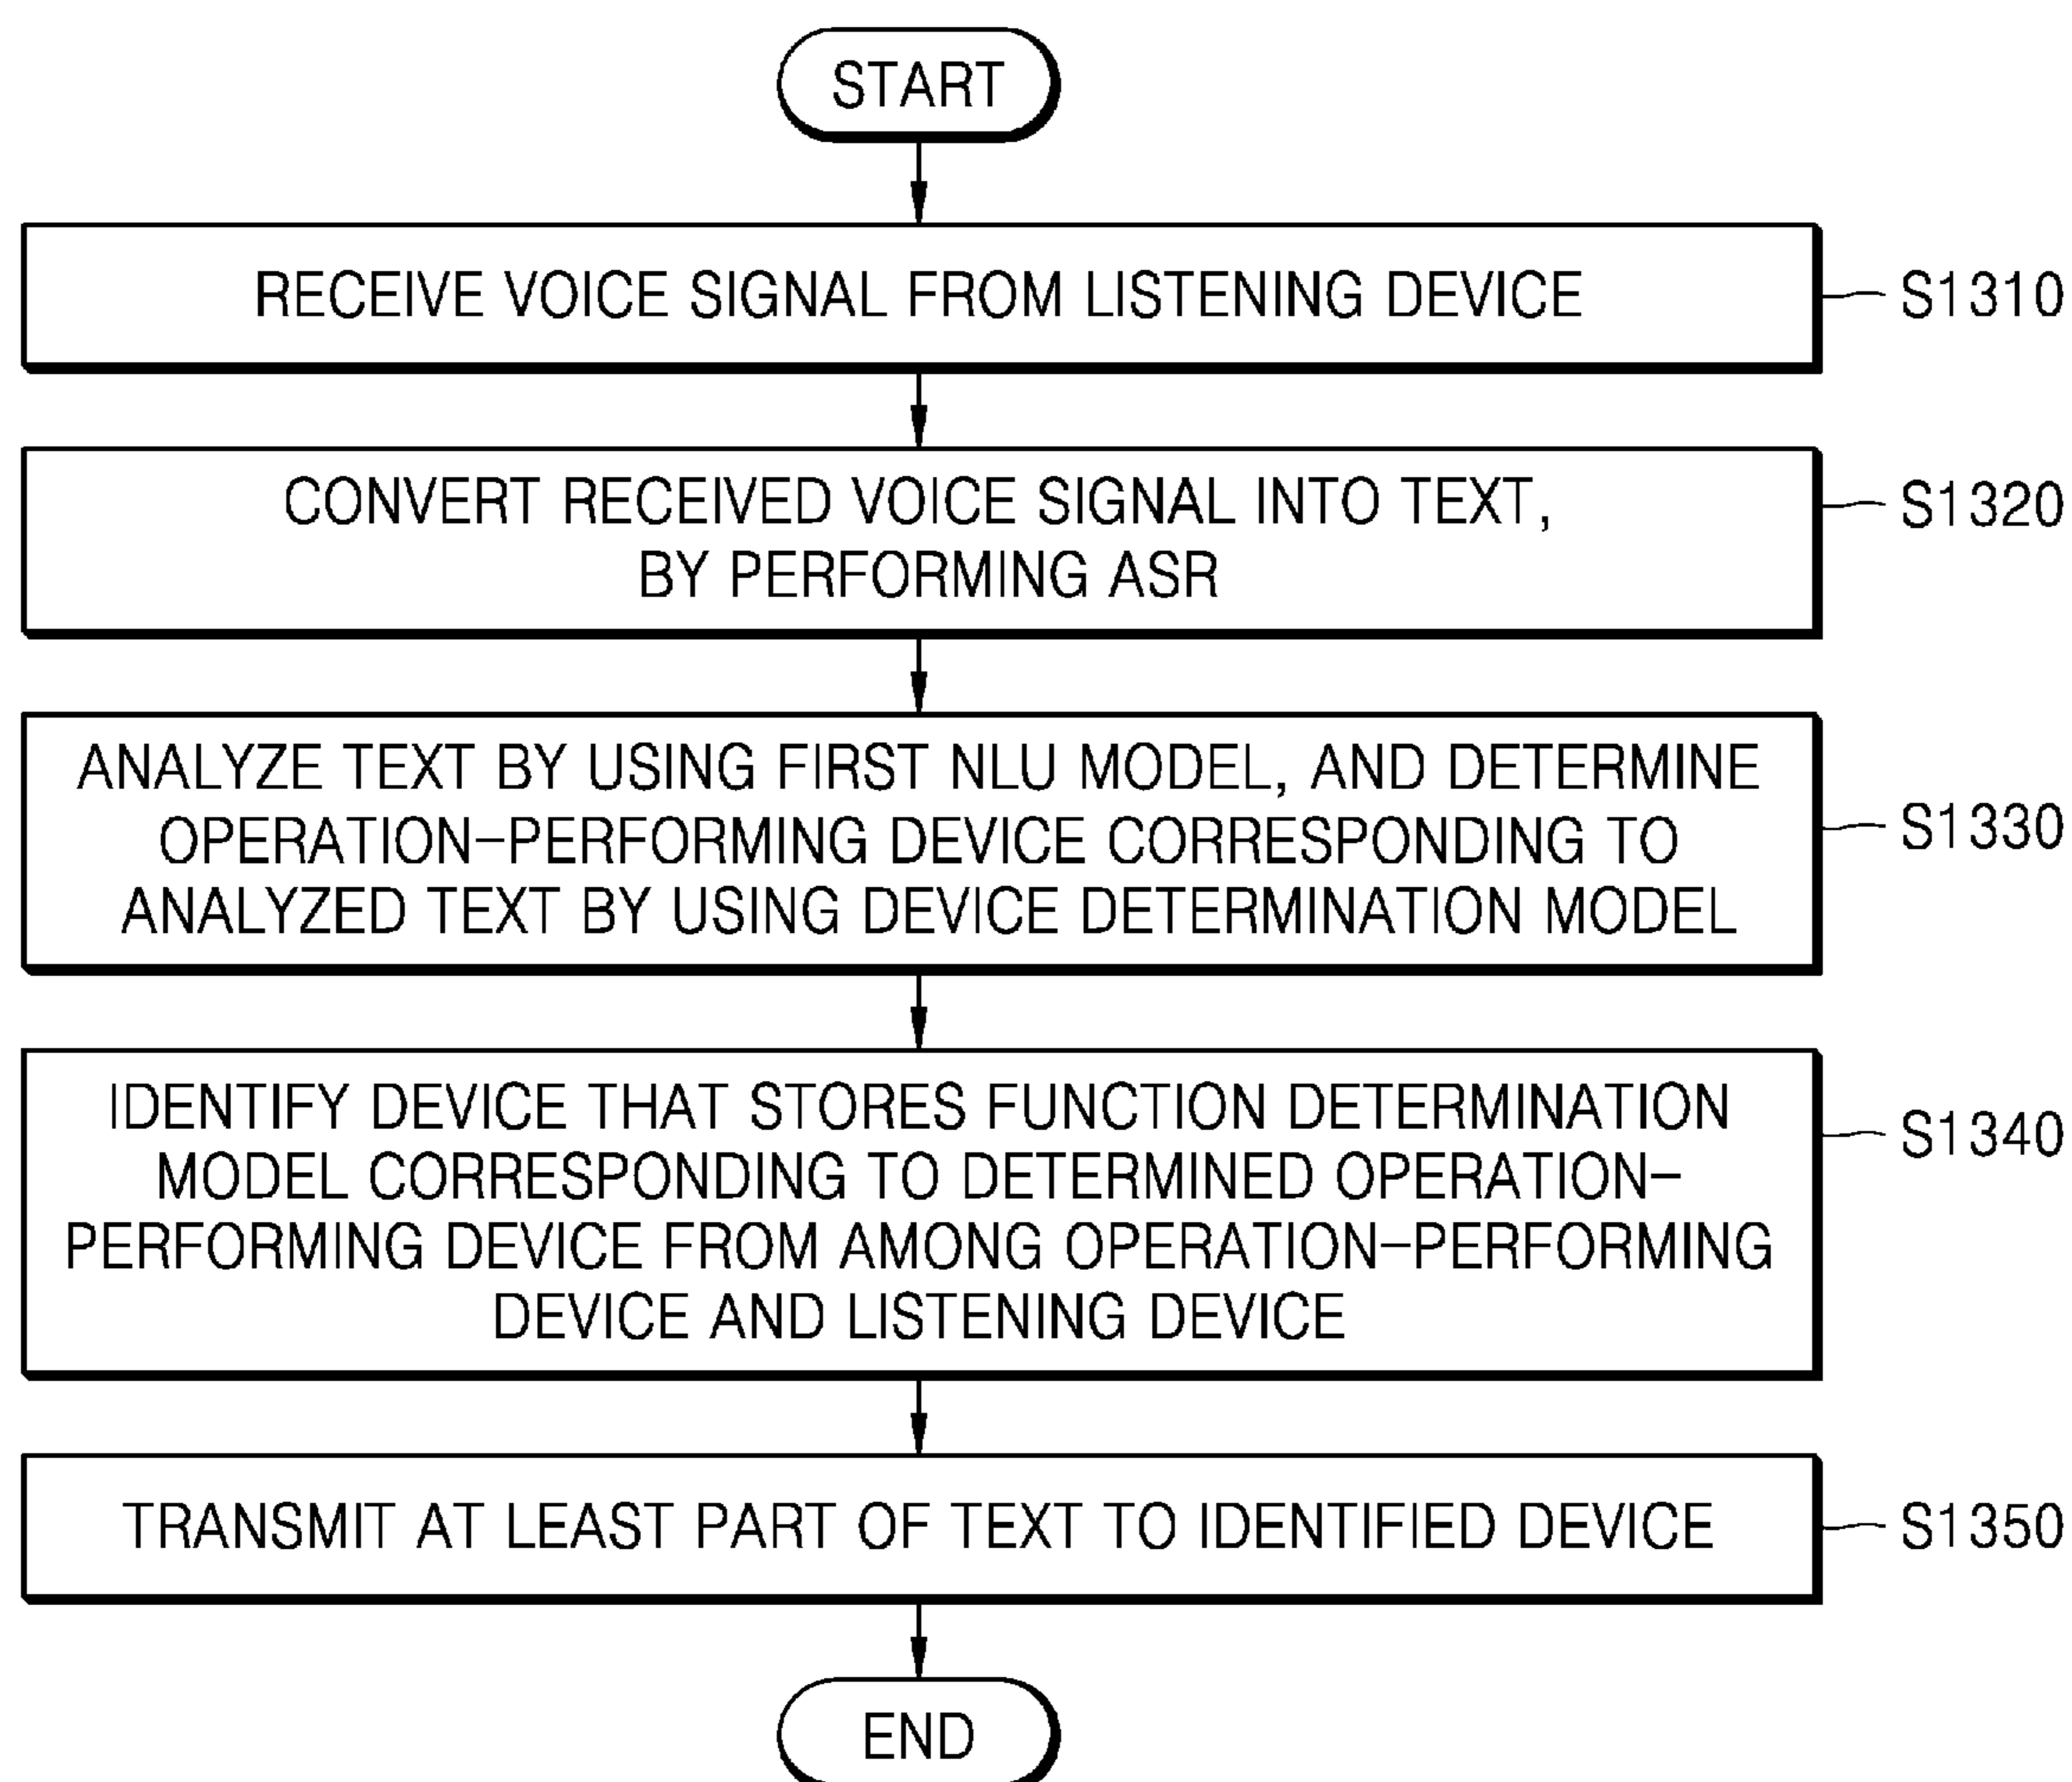 START
RECEIVE VOICE SIGNAL FROM LISTENING DEVICE
S1310
CONVERT RECEIVED VOICE SIGNAL INTO TEXT,
BY PERFORMING ASR
S1320
ANALYZE TEXT BY USING FIRST NLU MODEL, AND DETERMINE
OPERATION-PERFORMING DEVICE CORRESPONDING TO
ANALYZED TEXT BY USING DEVICE DETERMINATION MODEL
S1330
IDENTIFY DEVICE THAT STORES FUNCTION DETERMINATION
MODEL CORRESPONDING TO DETERMINED OPERATION-
PERFORMING DEVICE FROM AMONG OPERATION-PERFORMING
DEVICE AND LISTENING DEVICE
S1340
TRANSMIT AT LEAST PART OF TEXT TO IDENTIFIED DEVICE
S1350
END